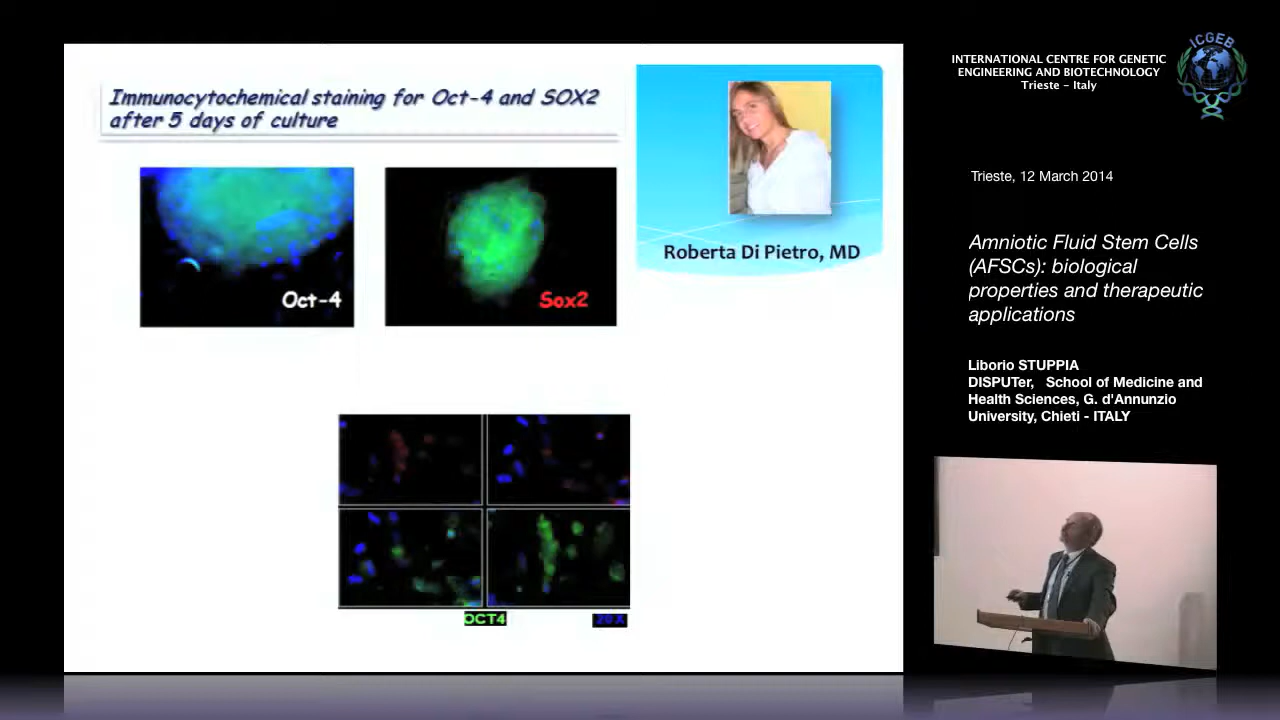 Immunocytochemical staining for Oct-4 and SOX2
after 5 days of culture
Oct-4
Sox2
Roberta Di Pietro, MD
OCT4
20 X
ICGEB
INTERNATIONAL CENTRE FOR GENETIC
ENGINEERING AND BIOTECHNOLOGY
Trieste - Italy
Trieste, 12 March 2014
Amniotic Fluid Stem Cells
(AFSCs): biological
properties and therapeutic
applications
Liborio STUPPIA
DISPUTer, School of Medicine and
Health Sciences, G. d'Annunzio
University, Chieti - ITALY